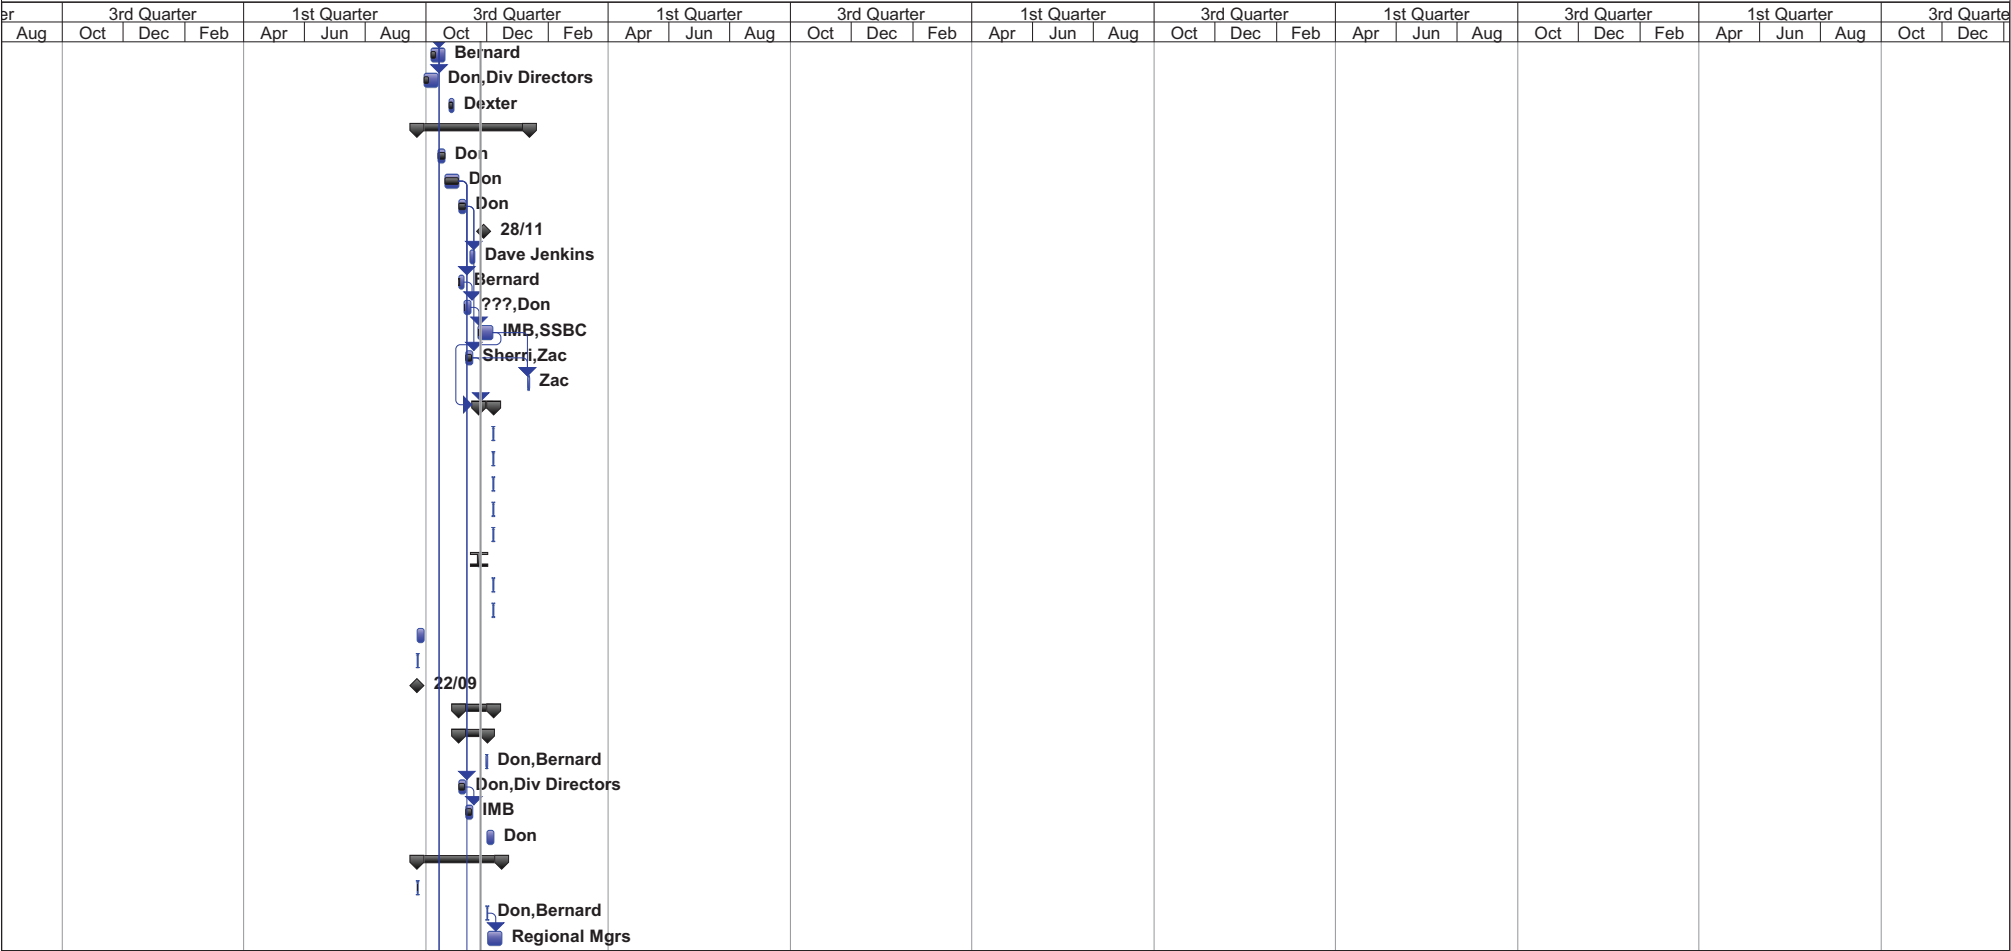 er 3rd Quarter 1st Quarter 3rd Quarter 1st Quarter 3rd Quarter 1st Quarter 3rd Quarter 1st Quarter 3rd Quarter 1st Quarter 3rd Quarte
Aug Oct Dec Feb Apr Jun Aug Oct Dec Feb Apr Jun Aug Oct Dec Feb Apr Jun Aug Oct Dec Feb Apr Jun Aug Oct Dec Feb Apr Jun Aug Oct Dec
Bernard
Don,Div Directors
Dexter
Don
Don
Don
28/11
Dave Jenkins
Bernard
???,Don
IMB,SSBC
Sherri,Zac
Zac
22/09
Don,Bernard
Don,Div Directors
IMB
Don
Don,Bernard
Regional Mgrs